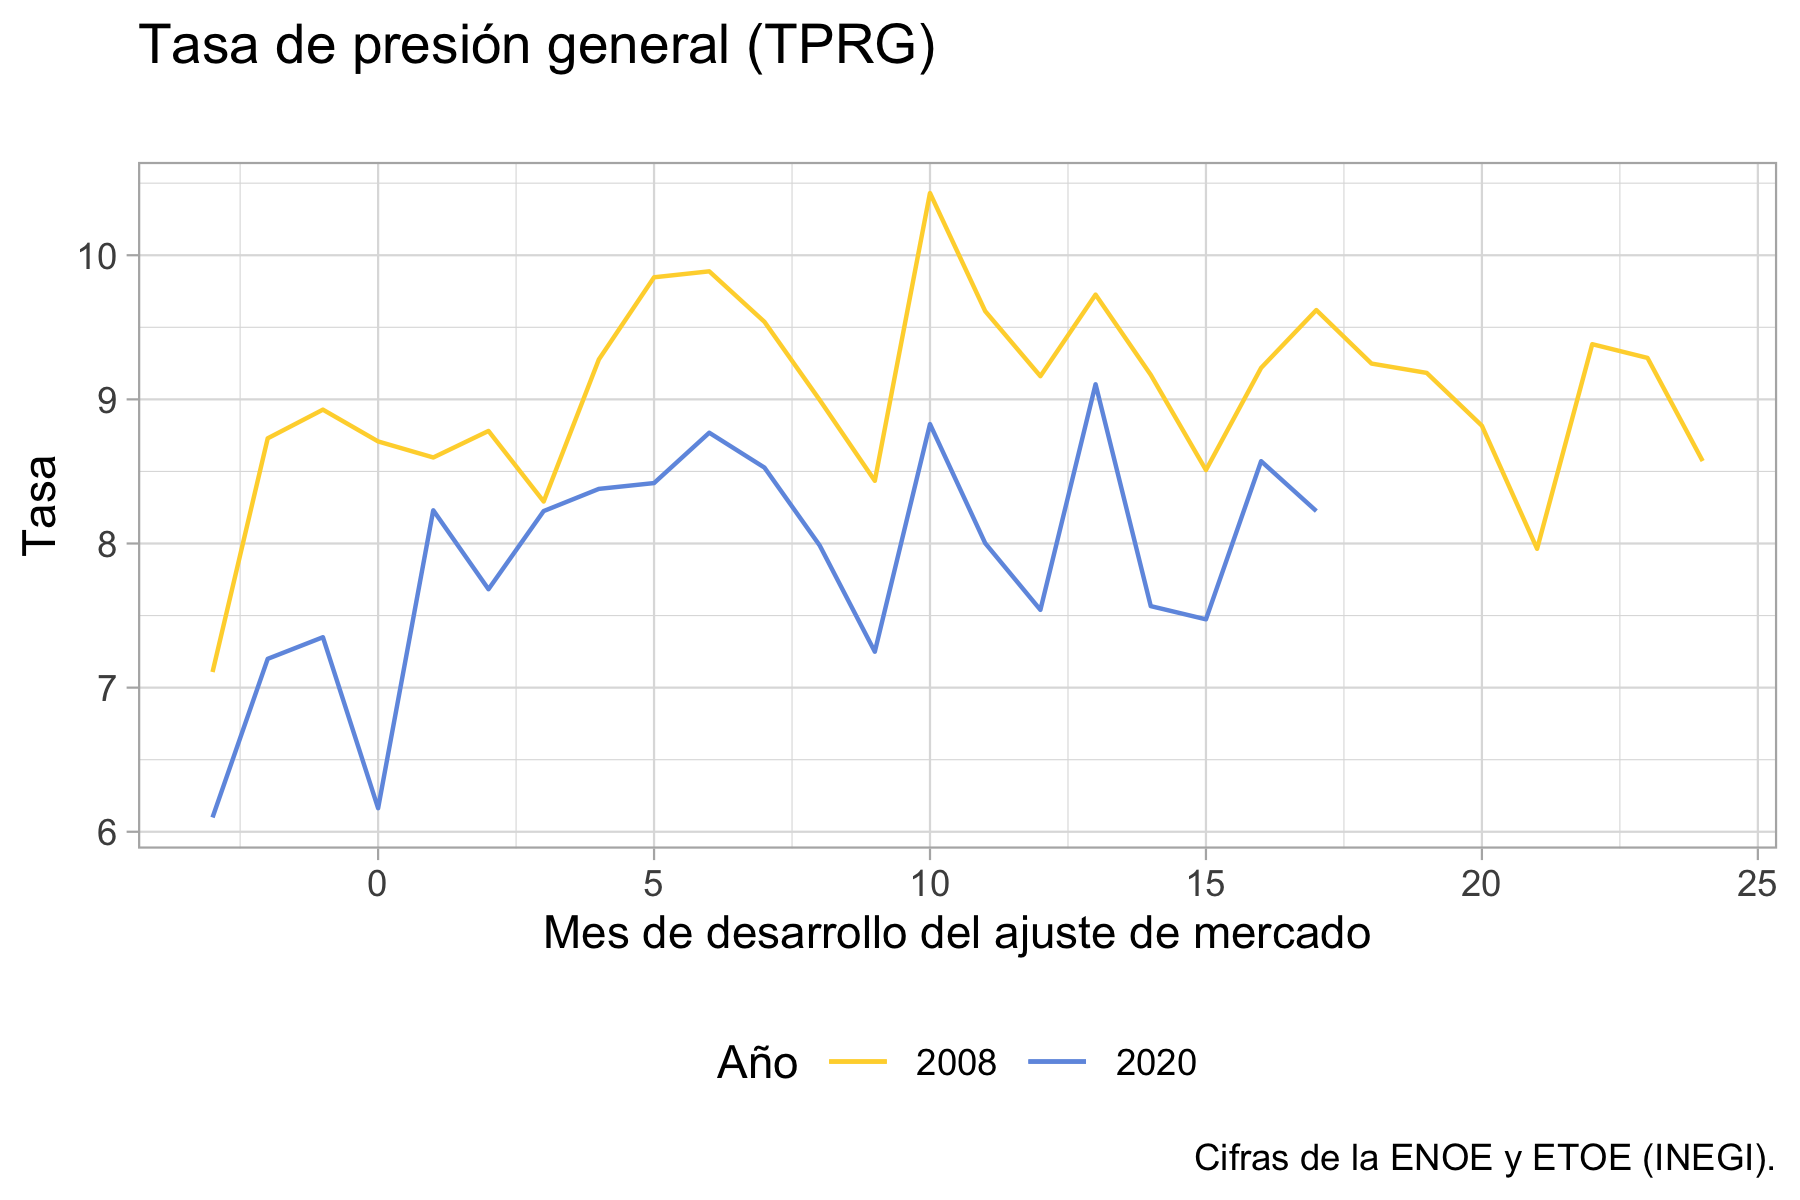 Tasa de presión general (TPRG)
10
9
8
7
6
Tasa
0 5 10 15 20 25
Mes de desarrollo del ajuste de mercado
Año 2008 2020
Cifras de la ENOE y ETOE (INEGI).